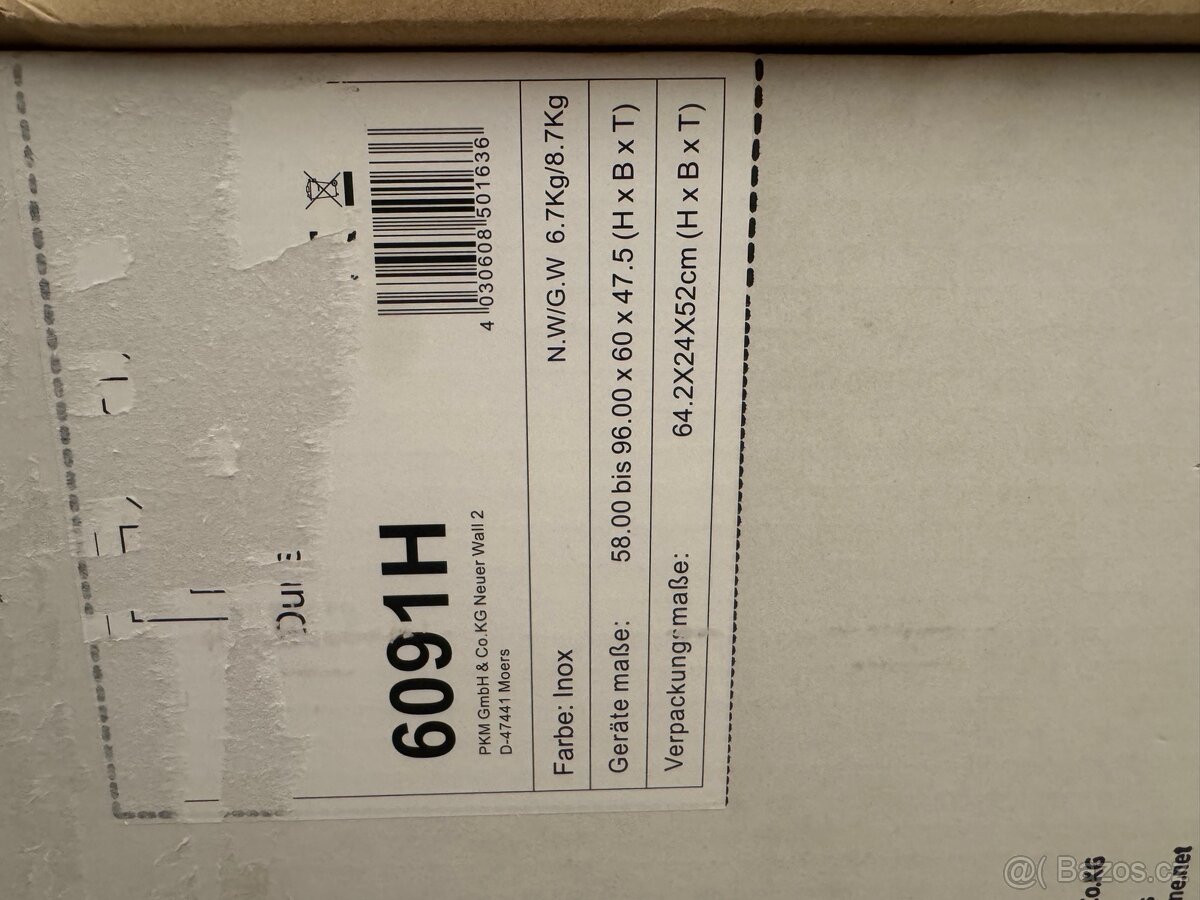 6091H
PKM GmbH & Co.KG Neuer Wall 2
D-47441 Moers
4 030608 501636
Farbe: Inox N.W/G.W 6.7Kg/8.7Kg
Geräte maße: 58.00 bis 96.00 x 60 x 47.5 (H x B x T)
Verpackungsmaße: 64.2X24X52cm (H x B x T)